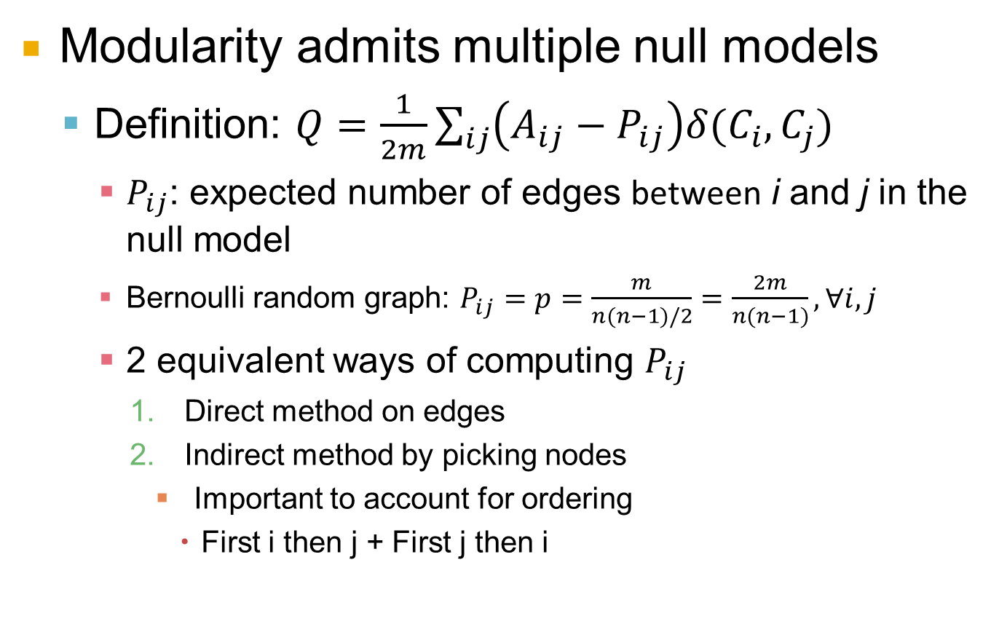 ▪ Modularity admits multiple null models
▪ Definition: $Q = \frac{1}{2m}\sum_{ij}(A_{ij} - P_{ij})\delta(C_i, C_j)$
▪ $P_{ij}$: expected number of edges between i and j in the
null model
▪ Bernoulli random graph: $P_{ij} = p = \frac{m}{n(n-1)/2} = \frac{2m}{n(n-1)}, \forall i,j$
▪ 2 equivalent ways of computing $P_{ij}$
1. Direct method on edges
2. Indirect method by picking nodes
▪ Important to account for ordering
• First i then j + First j then i